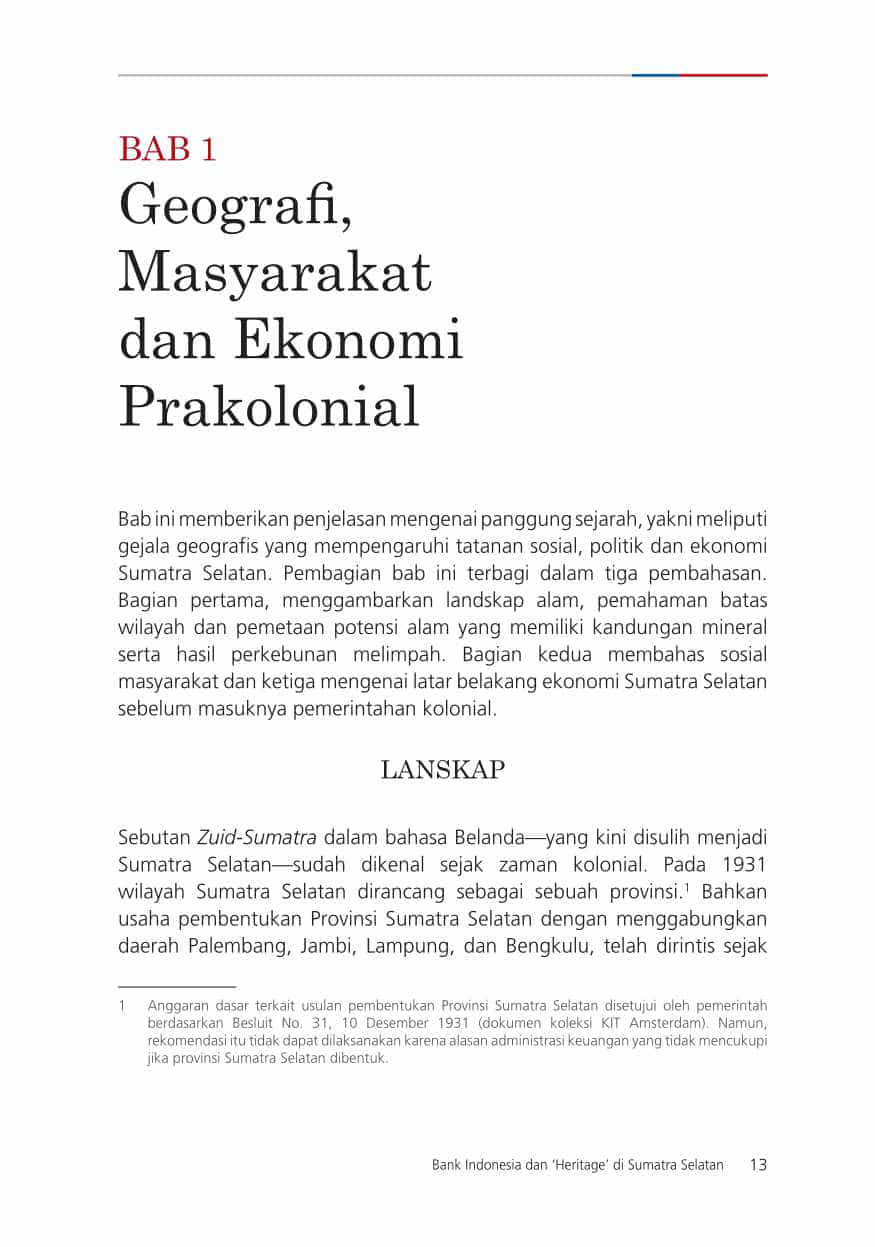 BAB 1
Geografi,
Masyarakat
dan Ekonomi
Prakolonial
Bab ini memberikan penjelasan mengenai panggung sejarah, yakni meliputi
gejala geografis yang mempengaruhi tatanan sosial, politik dan ekonomi
Sumatra Selatan. Pembagian bab ini terbagi dalam tiga pembahasan.
Bagian pertama, menggambarkan landskap alam, pemahaman batas
wilayah dan pemetaan potensi alam yang memiliki kandungan mineral
serta hasil perkebunan melimpah. Bagian kedua membahas sosial
masyarakat dan ketiga mengenai latar belakang ekonomi Sumatra Selatan
sebelum masuknya pemerintahan kolonial.
LANSKAP
Sebutan Zuid-Sumatra dalam bahasa Belanda—yang kini disulih menjadi
Sumatra Selatan—sudah dikenal sejak zaman kolonial. Pada 1931
wilayah Sumatra Selatan dirancang sebagai sebuah provinsi.¹ Bahkan
usaha pembentukan Provinsi Sumatra Selatan dengan menggabungkan
daerah Palembang, Jambi, Lampung, dan Bengkulu, telah dirintis sejak
1 Anggaran dasar terkait usulan pembentukan Provinsi Sumatra Selatan disetujui oleh pemerintah
berdasarkan Besluit No. 31, 10 Desember 1931 (dokumen koleksi KIT Amsterdam). Namun,
rekomendasi itu tidak dapat dilaksanakan karena alasan administrasi keuangan yang tidak mencukupi
jika provinsi Sumatra Selatan dibentuk.
Bank Indonesia dan ‘Heritage’ di Sumatra Selatan 13